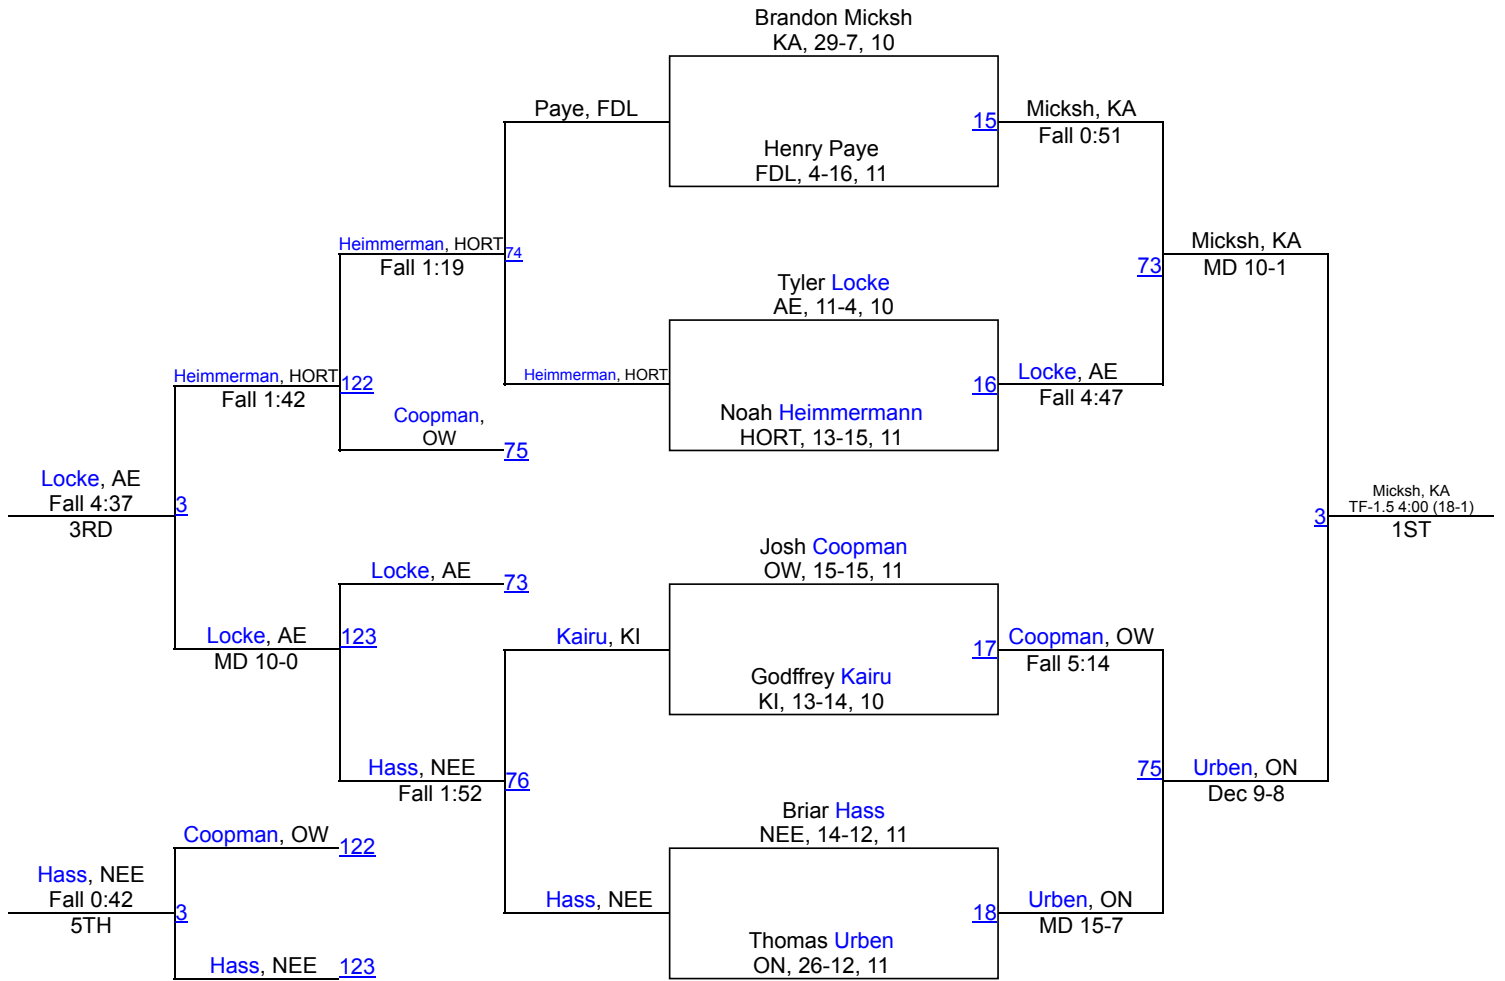 Brandon Micksh
KA, 29-7, 10
Paye, FDL
15
Micksh, KA
Fall 0:51
Henry Paye
FDL, 4-16, 11
Heimmerman, HORT
Fall 1:19
74
Micksh, KA
MD 10-1
73
Tyler Locke
AE, 11-4, 10
Heimmerman, HORT
Fall 1:42
122
Heimmerman, HORT
16
Locke, AE
Fall 4:47
Coopman,
OW
75
Noah Heimmermann
HORT, 13-15, 11
Locke, AE
Fall 4:37
3RD
3
Micksh, KA
TF-1.5 4:00 (18-1)
1ST
3
Josh Coopman
OW, 15-15, 11
Locke, AE
73
Locke, AE
MD 10-0
123
Kairu, KI
17
Coopman, OW
Fall 5:14
Godffrey Kairu
KI, 13-14, 10
Hass, NEE
Fall 1:52
76
75
Urben, ON
Dec 9-8
Briar Hass
NEE, 14-12, 11
Coopman, OW
122
Hass, NEE
Fall 0:42
5TH
3
Hass, NEE
18
Urben, ON
MD 15-7
Thomas Urben
ON, 26-12, 11
Hass, NEE
123